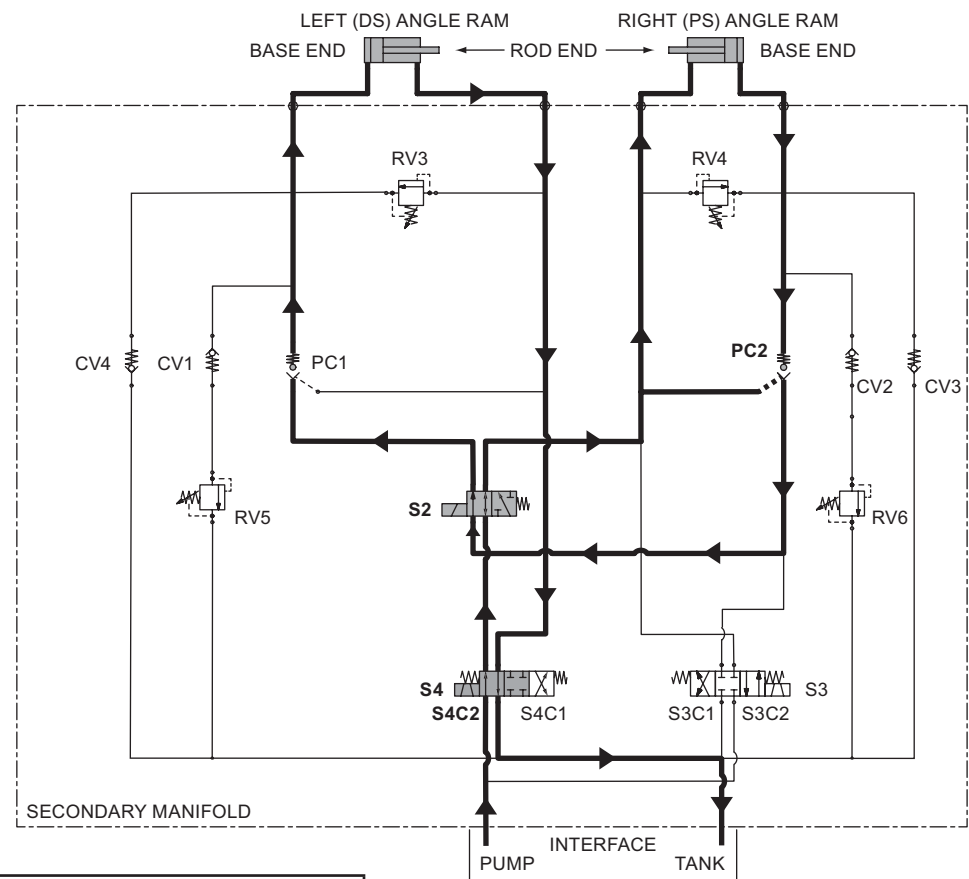 LEFT (DS) ANGLE RAM
RIGHT (PS) ANGLE RAM
BASE END
ROD END
BASE END
RV3
RV4
CV4
CV1
PC1
PC2
CV2
CV3
S2
RV5
RV6
S4
S3
S4C2
S4C1
S3C1
S3C2
SECONDARY MANIFOLD
INTERFACE
PUMP
TANK